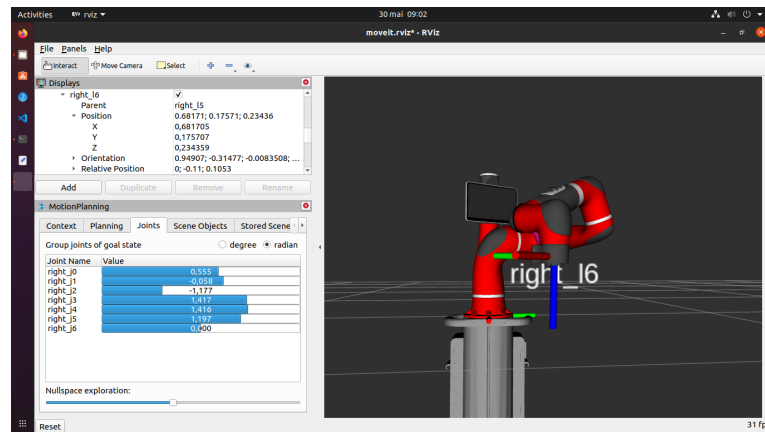 Activities rviz 30 mai 09:02
moveit.rviz* - RViz
File Panels Help
Interact Move Camera Select
Displays
right_l6
Parent right_l5
Position 0.68171; 0.17571; 0.23436
X 0,681705
Y 0,175707
Z 0,234359
Orientation 0.94907; -0.31477; -0.0083508; ...
Relative Position 0; -0.11; 0.1053
Add Duplicate Remove Rename
MotionPlanning
Context Planning Joints Scene Objects Stored Scene
Group joints of goal state degree radian
Joint Name Value
right_j0 0,555
right_j1 -0,058
right_j2 -1,177
right_j3 1,417
right_j4 1,416
right_j5 1,197
right_j6 0,000
Nullspace exploration:
Reset 31 fp
right_l6